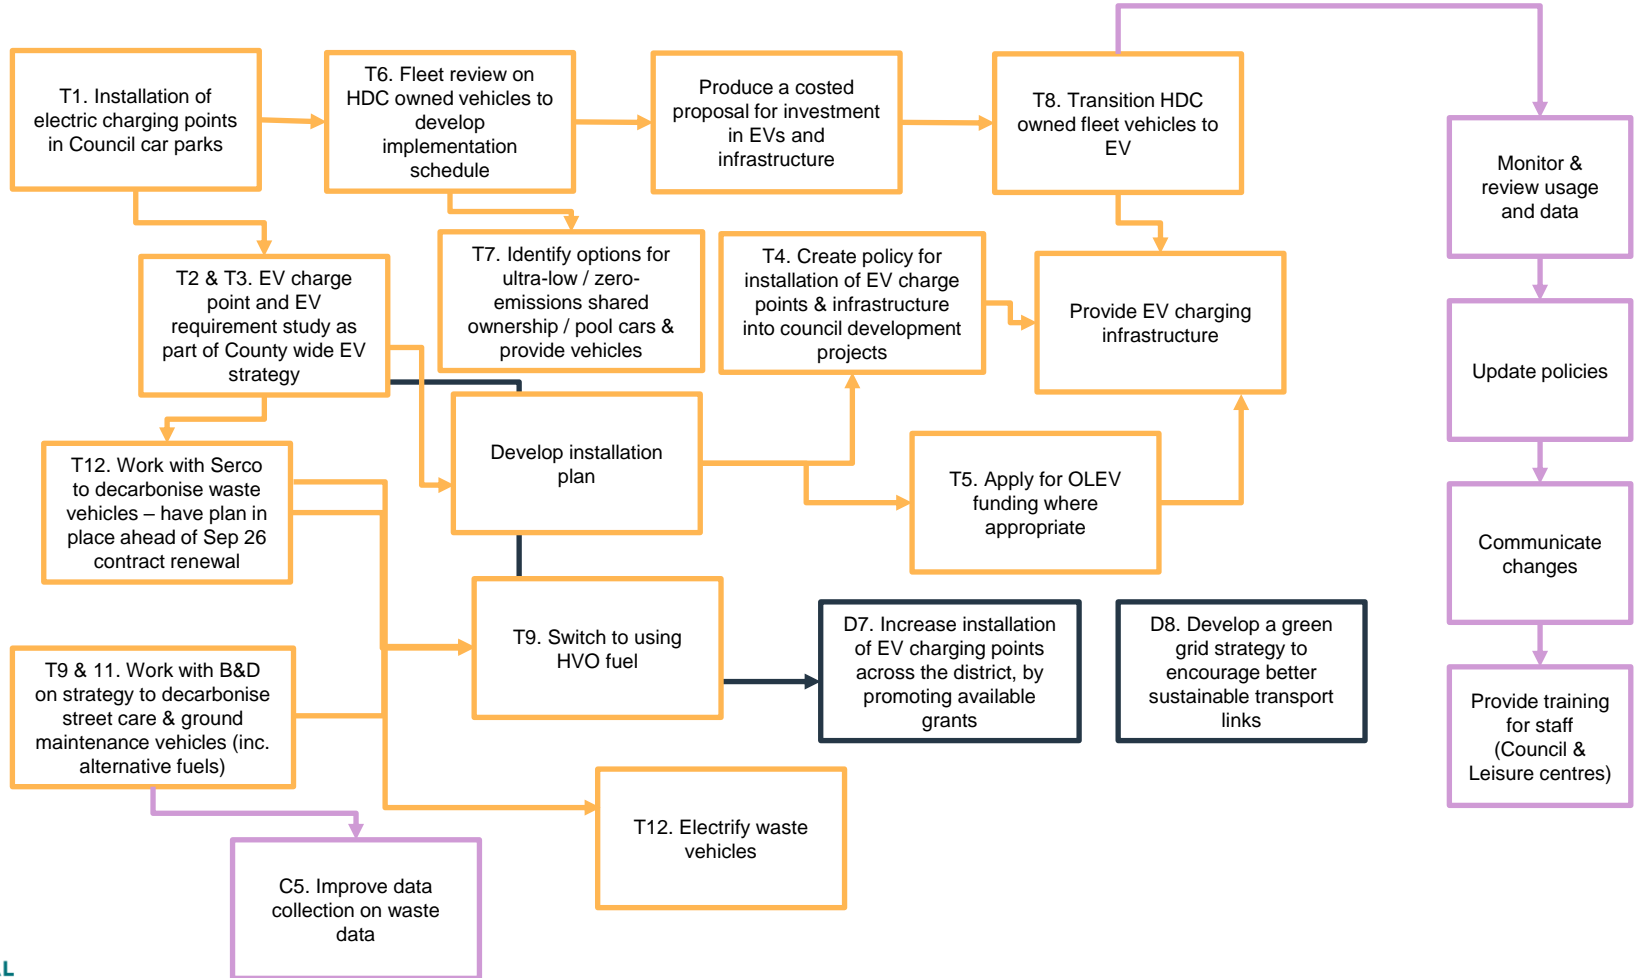 T1. Installation of
electric charging points
in Council car parks
T6. Fleet review on
HDC owned vehicles to
develop
implementation
schedule
Produce a costed
proposal for investment
in EVs and
infrastructure
T8. Transition HDC
owned fleet vehicles to
EV
Monitor &
review usage
and data
T2 & T3. EV charge
point and EV
requirement study as
part of County wide EV
strategy
T7. Identify options for
ultra-low / zero-
emissions shared
ownership / pool cars &
provide vehicles
T4. Create policy for
installation of EV charge
points & infrastructure
into council development
projects
Provide EV charging
infrastructure
Update policies
T12. Work with Serco
to decarbonise waste
vehicles – have plan in
place ahead of Sep 26
contract renewal
Develop installation
plan
T5. Apply for OLEV
funding where
appropriate
Communicate
changes
T9 & 11. Work with B&D
on strategy to decarbonise
street care & ground
maintenance vehicles (inc.
alternative fuels)
T9. Switch to using
HVO fuel
D7. Increase installation
of EV charging points
across the district, by
promoting available
grants
D8. Develop a green
grid strategy to
encourage better
sustainable transport
links
Provide training
for staff
(Council &
Leisure centres)
T12. Electrify waste
vehicles
C5. Improve data
collection on waste
data
AL